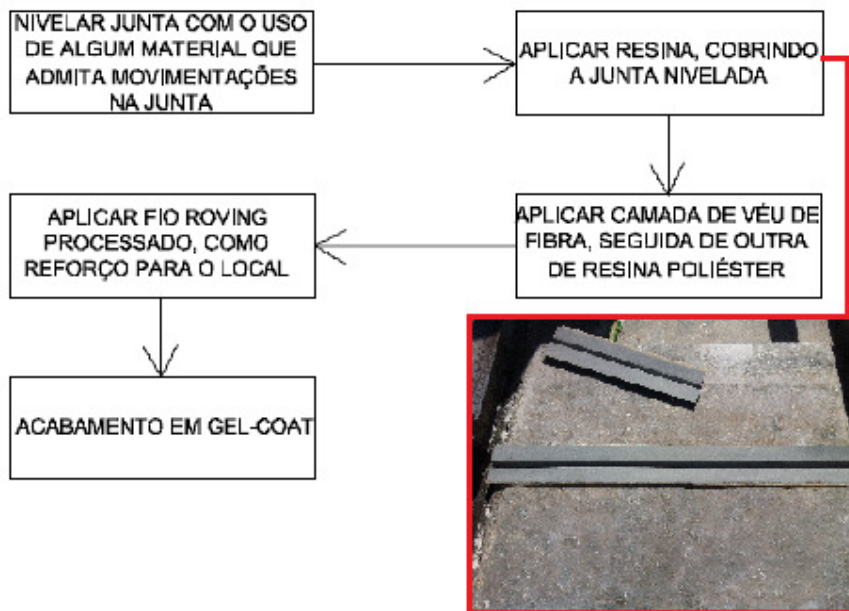 NIVELAR JUNTA COM O USO
DE ALGUM MATERIAL QUE
ADMITA MOVIMENTAÇÕES
NA JUNTA
APLICAR RESINA, COBRINDO
A JUNTA NIVELADA
APLICAR CAMADA DE VÉU DE
FIBRA, SEGUIDA DE OUTRA
DE RESINA POLIÉSTER
APLICAR FIO ROVING
PROCESSADO, COMO
REFORÇO PARA O LOCAL
ACABAMENTO EM GEL-COAT